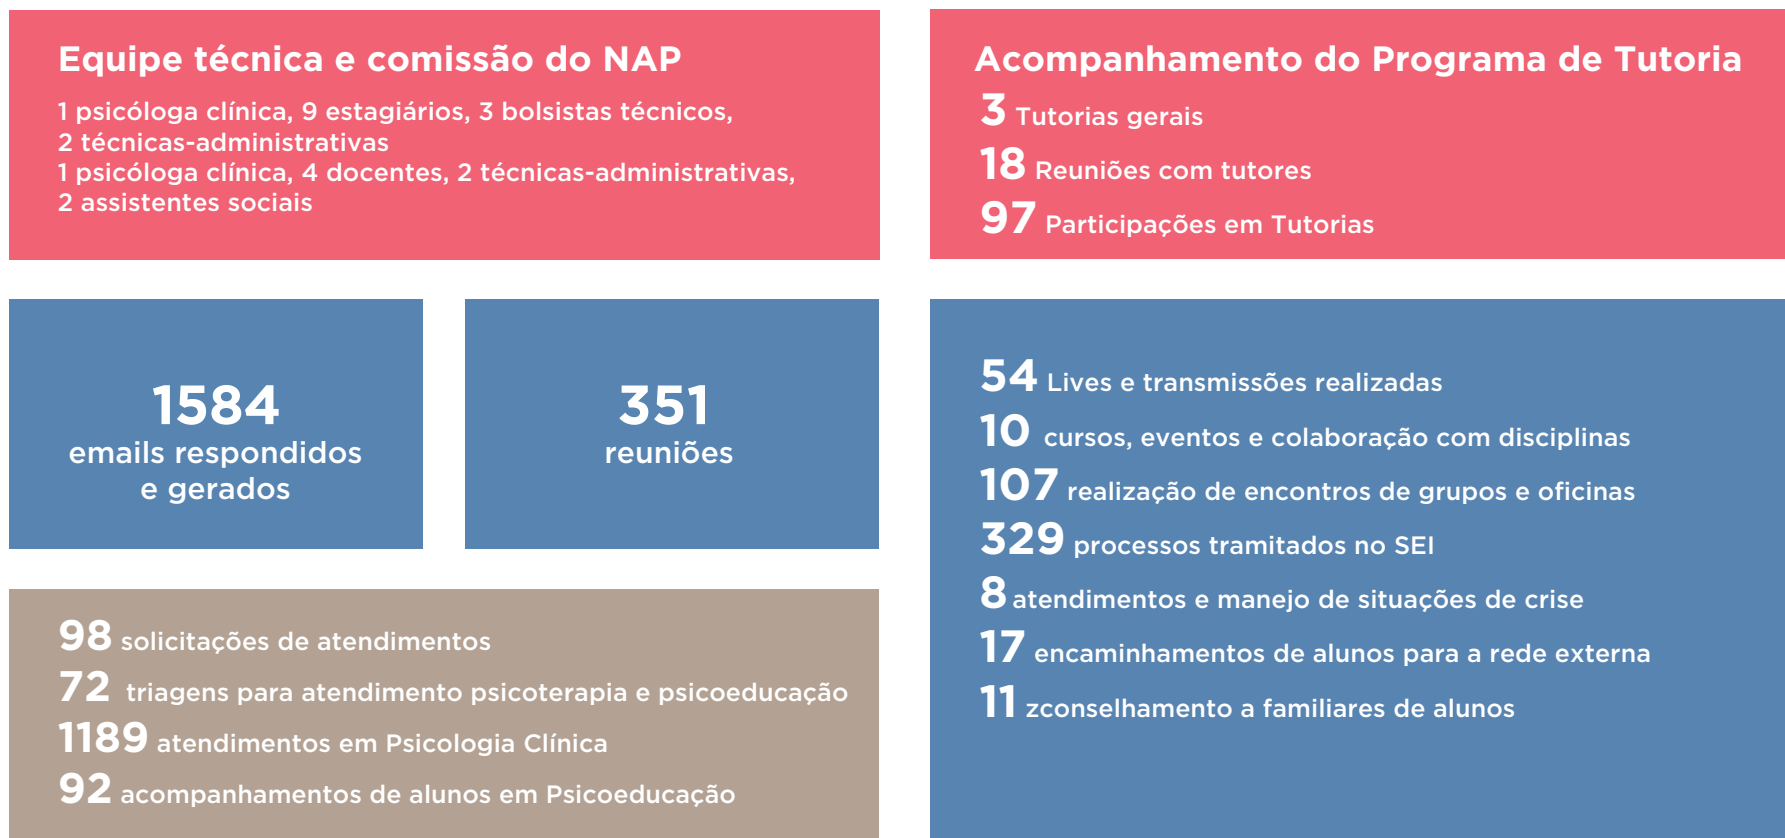 Equipe técnica e comissão do NAP
1 psicóloga clínica, 9 estagiários, 3 bolsistas técnicos,
2 técnicas-administrativas
1 psicóloga clínica, 4 docentes, 2 técnicas-administrativas,
2 assistentes sociais
Acompanhamento do Programa de Tutoria
3 Tutorias gerais
18 Reuniões com tutores
97 Participações em Tutorias
1584
emails respondidos
e gerados
351
reuniões
98 solicitações de atendimentos
72 triagens para atendimento psicoterapia e psicoeducação
1189 atendimentos em Psicologia Clínica
92 acompanhamentos de alunos em Psicoeducação
54 Lives e transmissões realizadas
10 cursos, eventos e colaboração com disciplinas
107 realização de encontros de grupos e oficinas
329 processos tramitados no SEI
8 atendimentos e manejo de situações de crise
17 encaminhamentos de alunos para a rede externa
11 zconselhamento a familiares de alunos